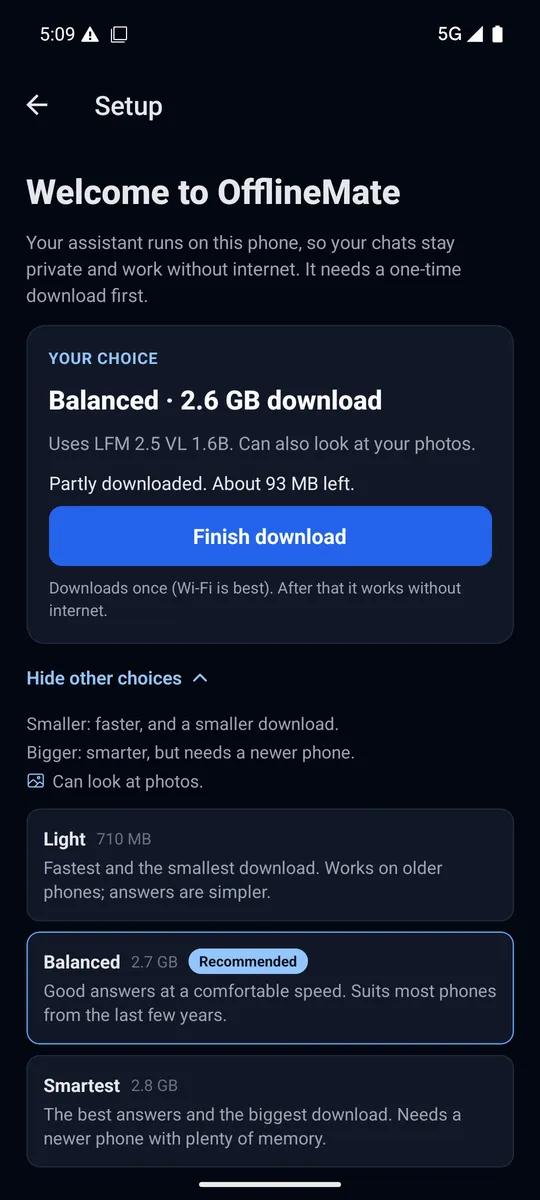 5:09
5G
Setup
Welcome to OfflineMate
Your assistant runs on this phone, so your chats stay
private and work without internet. It needs a one-time
download first.
YOUR CHOICE
Balanced · 2.6 GB download
Uses LFM 2.5 VL 1.6B. Can also look at your photos.
Partly downloaded. About 93 MB left.
Finish download
Downloads once (Wi-Fi is best). After that it works without
internet.
Hide other choices
Smaller: faster, and a smaller download.
Bigger: smarter, but needs a newer phone.
Can look at photos.
Light 710 MB
Fastest and the smallest download. Works on older
phones; answers are simpler.
Balanced 2.7 GB Recommended
Good answers at a comfortable speed. Suits most phones
from the last few years.
Smartest 2.8 GB
The best answers and the biggest download. Needs a
newer phone with plenty of memory.